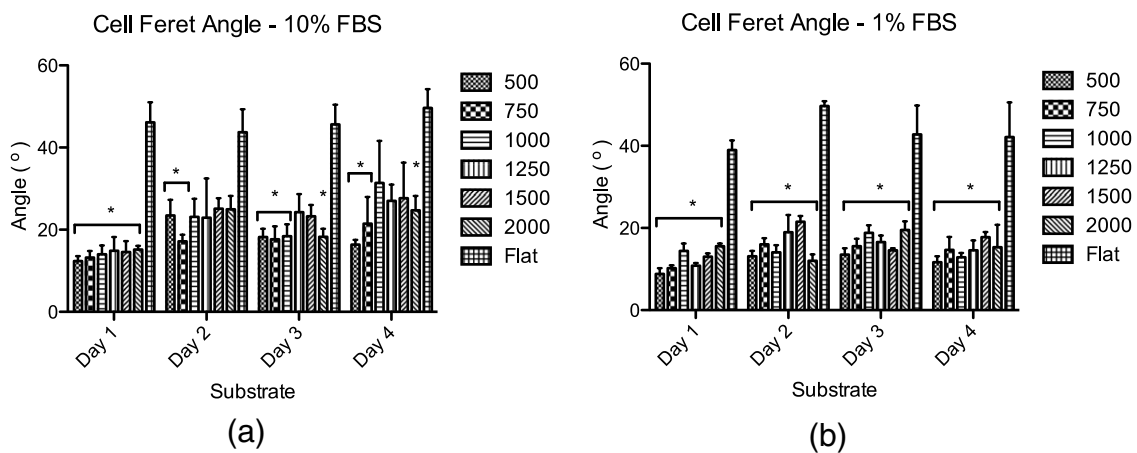 Cell Feret Angle - 10% FBS
60
40
20
0
Angle ( o )
*
*
*
*
*
*
Day 1
Day 2
Day 3
Day 4
Substrate
500
750
1000
1250
1500
2000
Flat
(a)
Cell Feret Angle - 1% FBS
60
40
20
0
Angle ( o )
*
*
*
*
Day 1
Day 2
Day 3
Day 4
Substrate
500
750
1000
1250
1500
2000
Flat
(b)